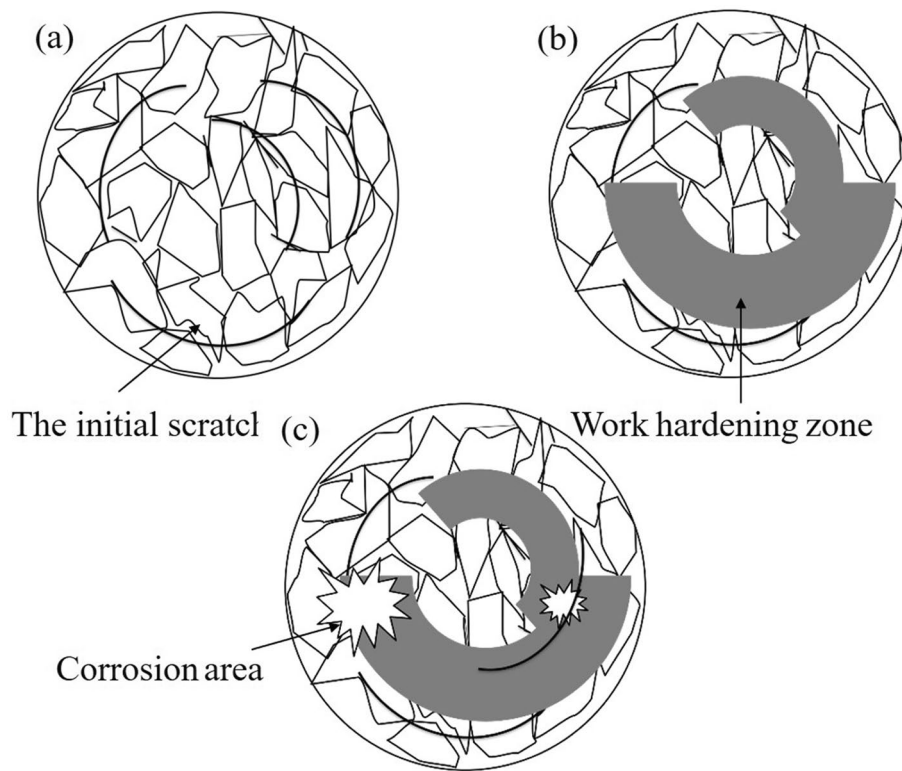 (a)
(b)
The initial scratcl
Work hardening zone
(c)
Corrosion area